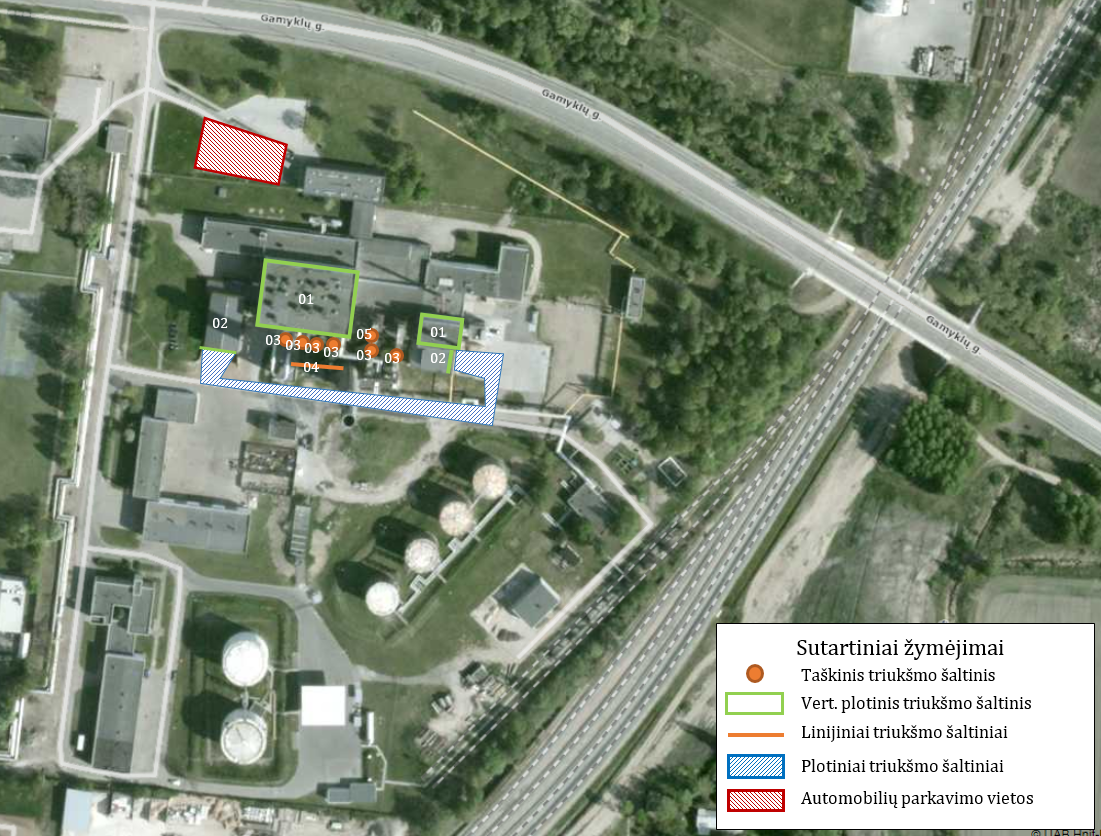 Gamyklų g.
Gamyklų g.
Gamyklų g.
01
02
01
05
03
03
03
03
03
03
02
04
Sutartiniai žymėjimai
Taškinis triukšmo šaltinis
Vert. plotinis triukšmo šaltinis
Linijiniai triukšmo šaltiniai
Plotiniai triukšmo šaltiniai
Automobilių parkavimo vietos